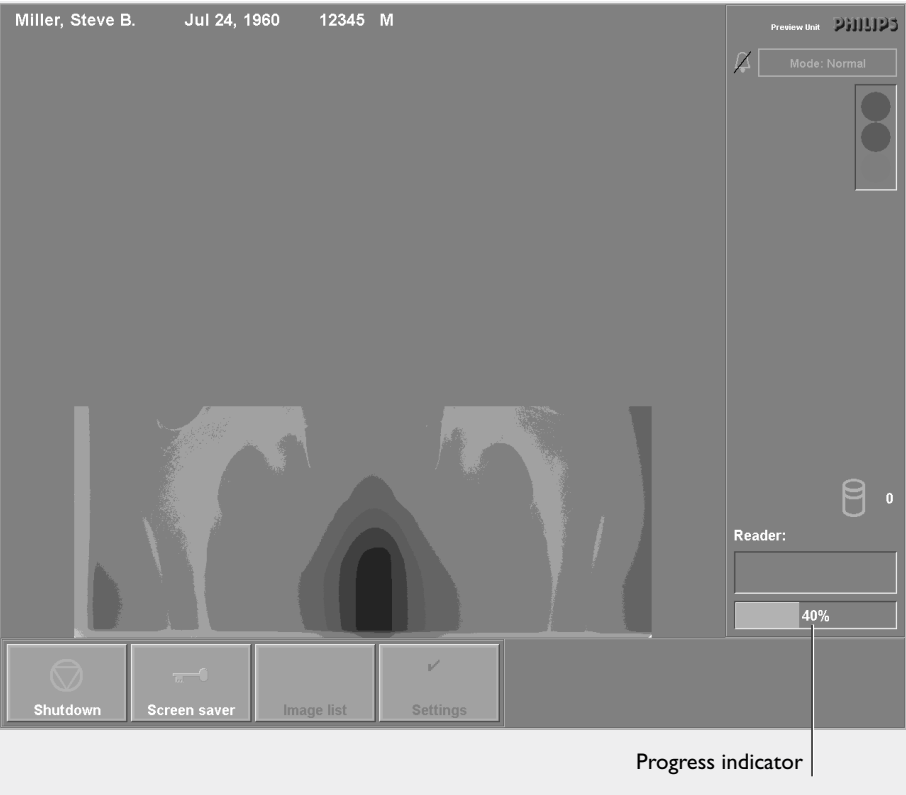 Miller, Steve B. Jul 24, 1960 12345 M
Preview Unit PHILIPS
Mode: Normal
0
Reader:
40%
Shutdown Screen saver Image list Settings
Progress indicator